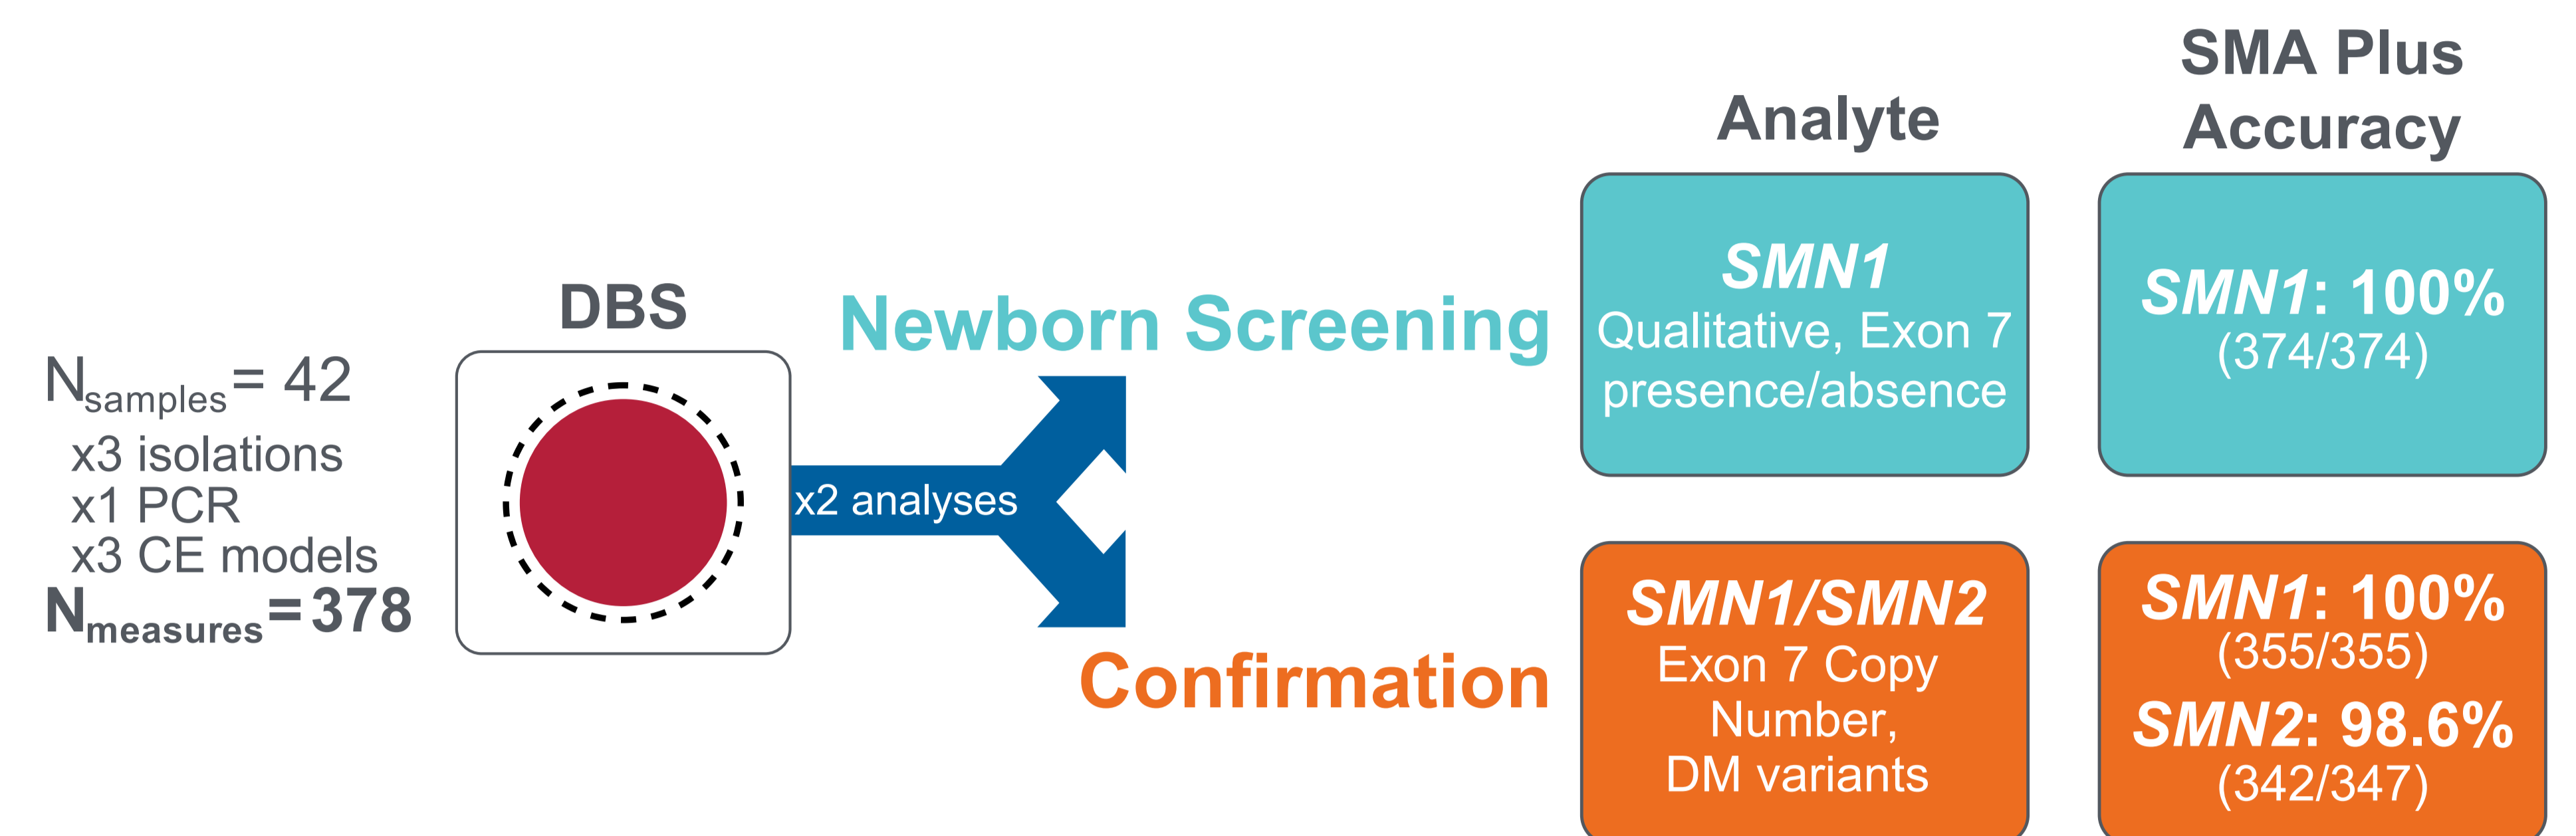 N samples = 42
x3 isolations
x1 PCR
x3 CE models
N measures = 378
DBS
x2 analyses
Newborn Screening
Confirmation
Analyte
SMN1
Qualitative, Exon 7
presence/absence
SMN1/SMN2
Exon 7 Copy
Number,
DM variants
SMA Plus
Accuracy
SMN1: 100%
(374/374)
SMN1: 100%
(355/355)
SMN2: 98.6%
(342/347)